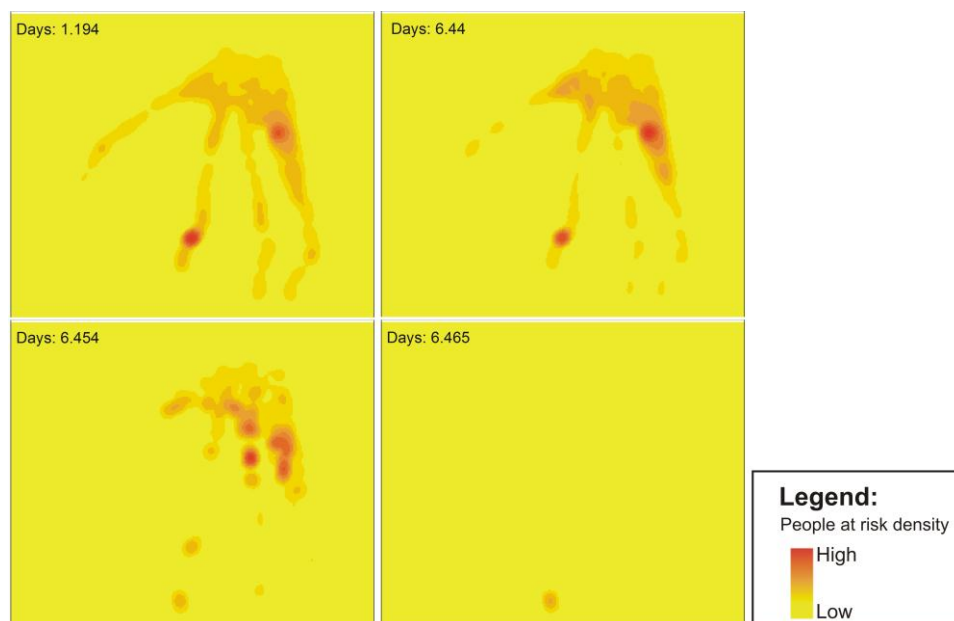 Days: 1.194
Days: 6.44
Days: 6.454
Days: 6.465
Legend:
People at risk density
High
Low